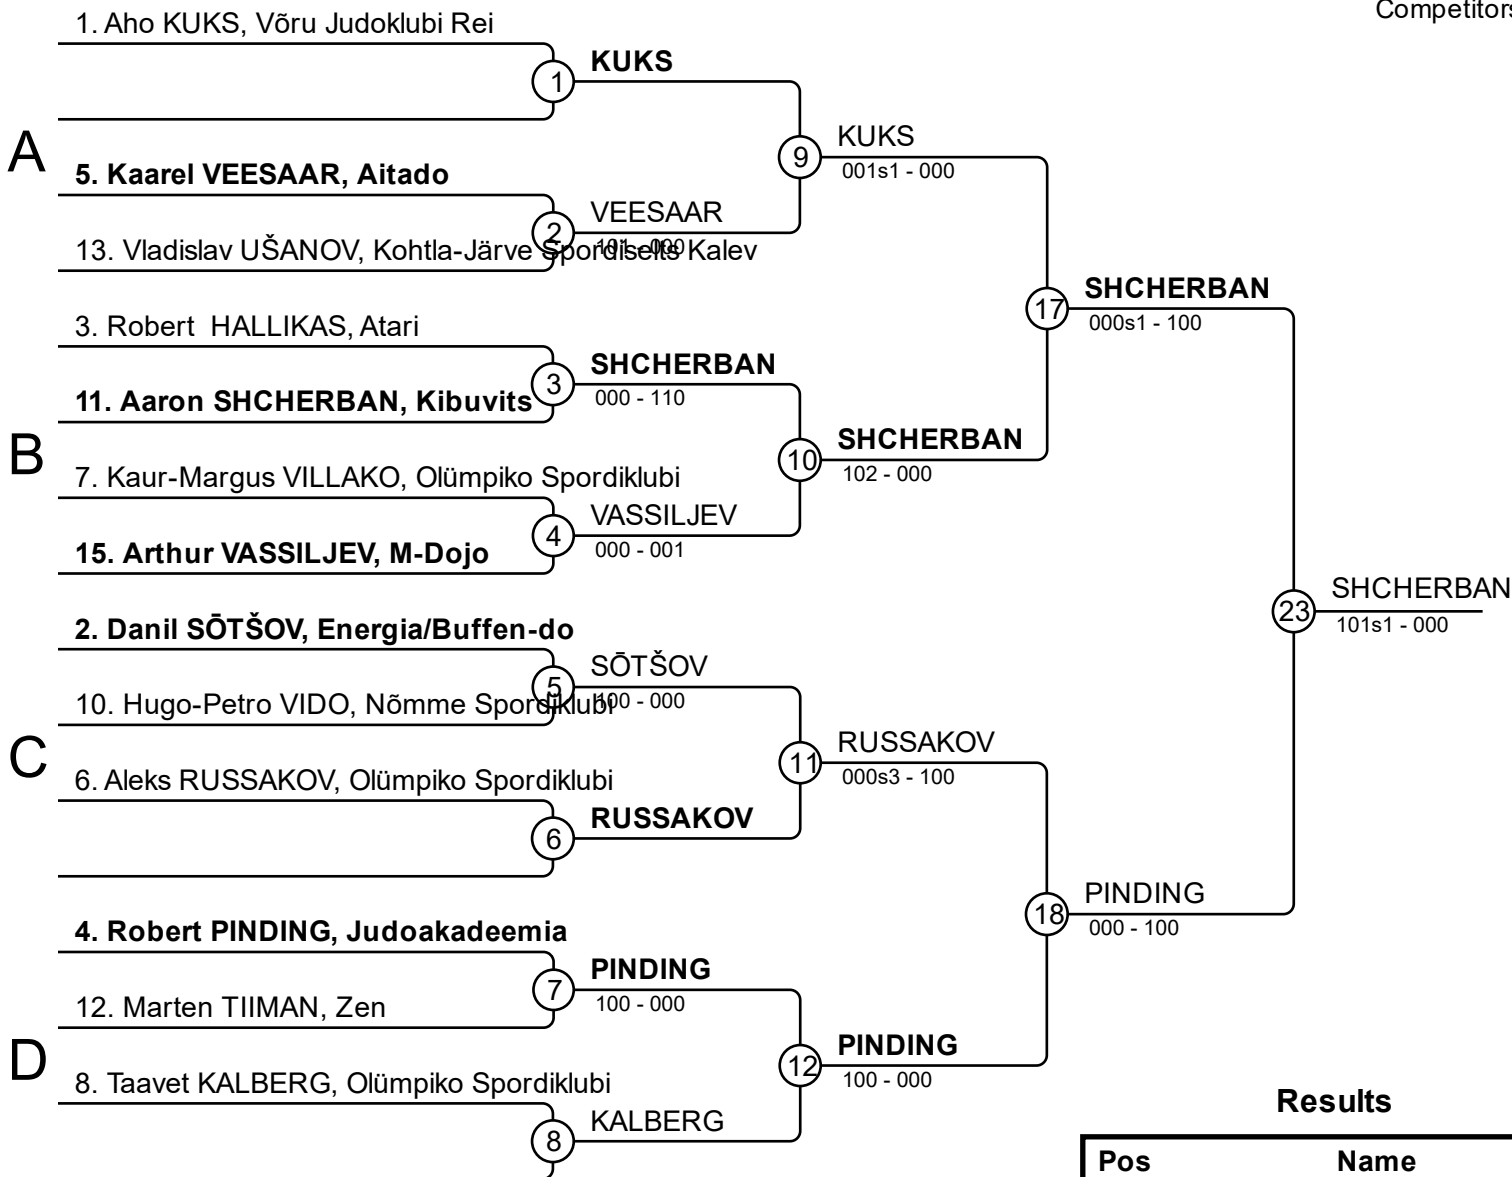 Competitors
1. Aho KUKS, Võru Judoklubi Rei
KUKS
1
A
KUKS
9
001s1 - 000
5. Kaarel VEESAAR, Aitado
VEESAAR
2
101 - 000
13. Vladislav UŠANOV, Kohtla-Järve Spordiselts Kalev
SHCHERBAN
17
000s1 - 100
3. Robert HALLIKAS, Atari
SHCHERBAN
3
000 - 110
11. Aaron SHCHERBAN, Kibuvits
B
SHCHERBAN
10
102 - 000
7. Kaur-Margus VILLAKO, Olümpiko Spordiklubi
VASSILJEV
4
000 - 001
15. Arthur VASSILJEV, M-Dojo
SHCHERBAN
23
101s1 - 000
2. Danil SŌTŠOV, Energia/Buffen-do
SŌTŠOV
5
100 - 000
10. Hugo-Petro VIDO, Nõmme Spordiklubi
C
RUSSAKOV
11
000s3 - 100
6. Aleks RUSSAKOV, Olümpiko Spordiklubi
RUSSAKOV
6
PINDING
18
000 - 100
4. Robert PINDING, Judoakadeemia
PINDING
7
100 - 000
12. Marten TIIMAN, Zen
D
PINDING
12
100 - 000
8. Taavet KALBERG, Olümpiko Spordiklubi
KALBERG
8
Results
Pos Name